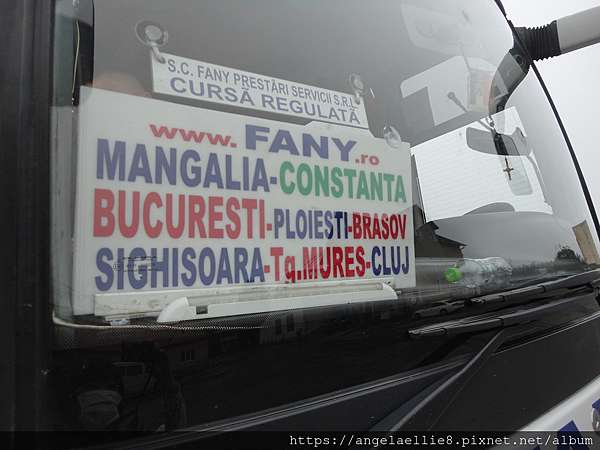 S.C. FANY PRESTĂRI SERVICII S.R.L
CURSĂ REGULATĂ
www.FANY.ro
MANGALIA-CONSTANTA
BUCURESTI-PLOIESTI-BRASOV
SIGHISOARA-Tg.MURES-CLUJ
https://angelaellie8.pixnet.net/album